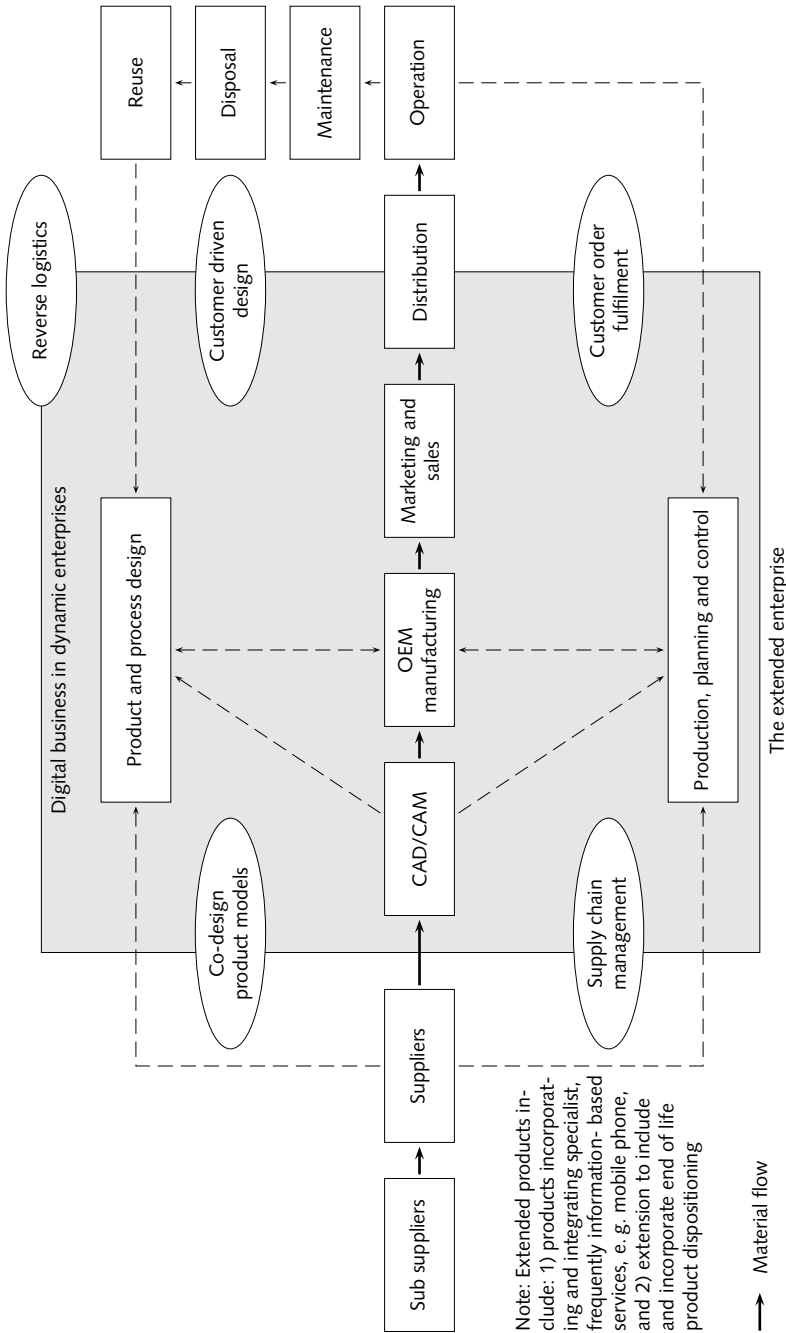 Digital business in dynamic enterprises
Reverse logistics
Product and process design
Reuse
Co-design
product models
Customer driven
design
Disposal
Maintenance
Sub suppliers
Suppliers
CAD/CAM
OEM
manufacturing
Marketing and
sales
Distribution
Operation
Supply chain
management
Customer order
fulfilment
Production, planning and control
The extended enterprise
Note: Extended products in-
clude: 1) products incorporat-
ing and integrating specialist,
frequently information- based
services, e. g. mobile phone,
and 2) extension to include
and incorporate end of life
product dispositioning
Material flow